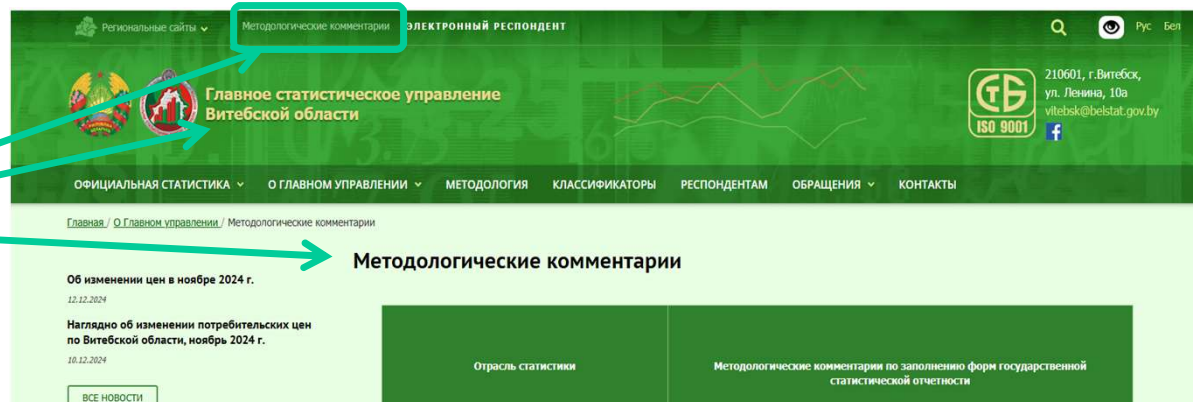 Региональные сайты
Методологические комментарии
ЭЛЕКТРОННЫЙ РЕСПОНДЕНТ
Рус Бел
Главное статистическое управление
Витебской области
СТБ
ISO 9001
210601, г.Витебск,
ул. Ленина, 10а
vitebsk@belstat.gov.by
ОФИЦИАЛЬНАЯ СТАТИСТИКА
О ГЛАВНОМ УПРАВЛЕНИИ
МЕТОДОЛОГИЯ
КЛАССИФИКАТОРЫ
РЕСПОНДЕНТАМ
ОБРАЩЕНИЯ
КОНТАКТЫ
Главная / О Главном управлении / Методологические комментарии
Методологические комментарии
Об изменении цен в ноябре 2024 г.
12.12.2024
Наглядно об изменении потребительских цен
по Витебской области, ноябрь 2024 г.
10.12.2024
ВСЕ НОВОСТИ
Отрасль статистики
Методологические комментарии по заполнению форм государственной
статистической отчетности